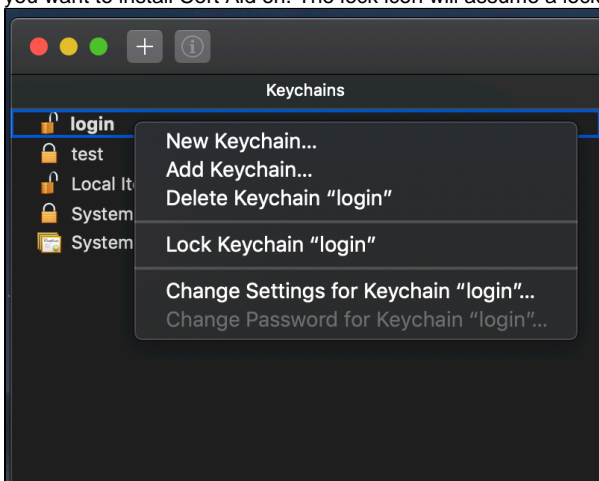 you want to install Cert Aid on. The lock icon will assume a lock
Keychains
login
test
Local It
System
System
New Keychain...
Add Keychain...
Delete Keychain “login”
Lock Keychain “login”
Change Settings for Keychain “login”...
Change Password for Keychain “login”...